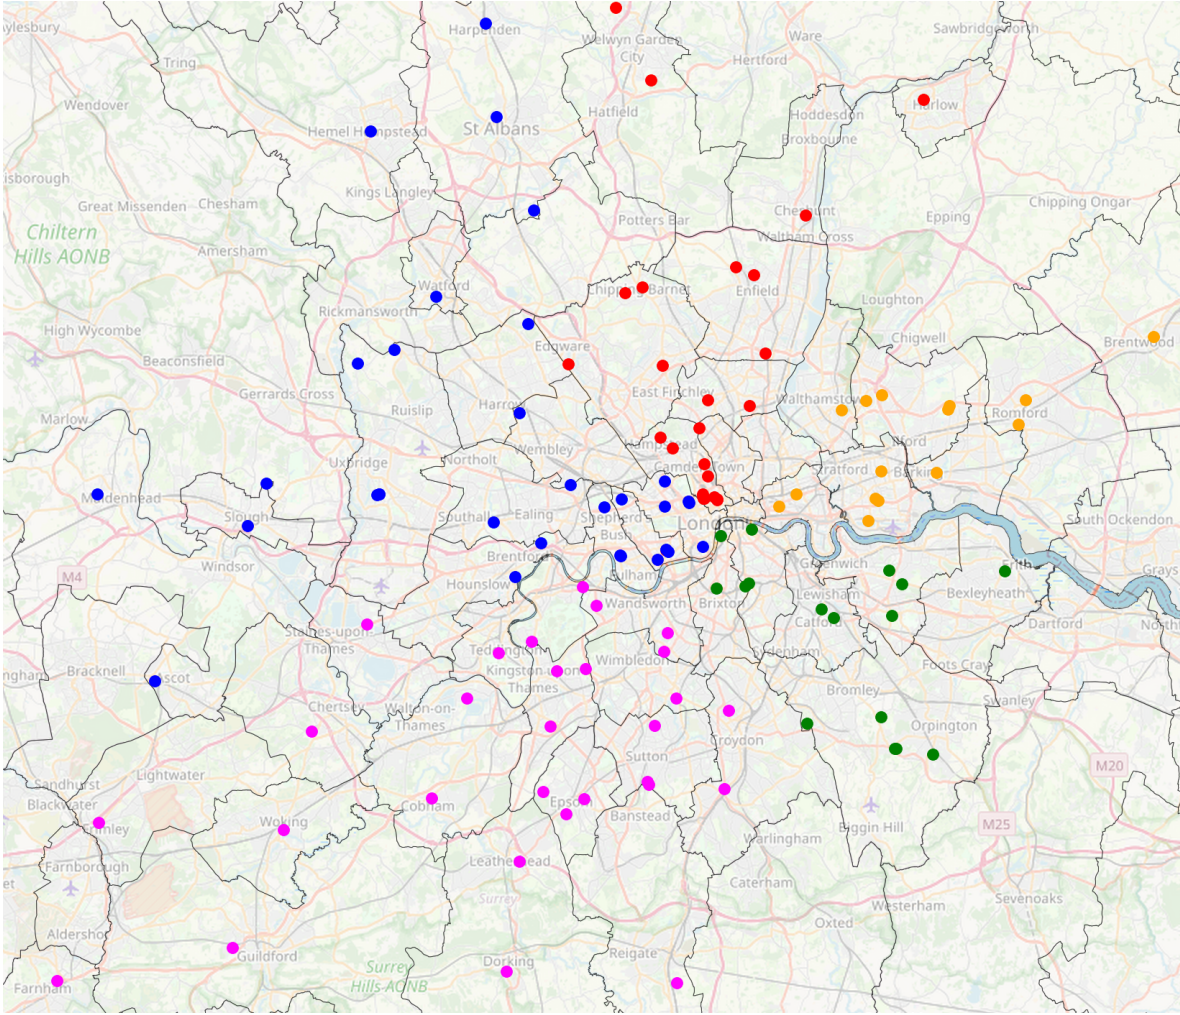 Aylesbury
Harpenden
Welwyn Garden
City
Ware
Sawbridgeworth
Tring
Hertford
Wendover
Hatfield
Harlow
Hoddesdon
Hemel Hempstead
St Albans
Broxbourne
Kings Langley
Great Missenden
Chesham
Potters Bar
Cheshunt
Epping
Chipping Ongar
Chiltern
Hills AONB
Amersham
Waltham Cross
Watford
Chipping Barnet
Enfield
Loughton
Rickmansworth
High Wycombe
Chigwell
Edgware
Brentwood
Beaconsfield
Gerrards Cross
East Finchley
Walthamstow
Marlow
Ruislip
Harrow
Romford
Hampstead
Ilford
Wembley
Uxbridge
Northolt
Camden Town
Stratford
Barking
Maidenhead
Slough
Southall
Ealing
Shepherd
Bush
London
South Ockendon
Brentford
Windsor
Greenwich
Erith
M4
Hounslow
Fulham
Wandsworth
Brixton
Lewisham
Bexleyheath
Grays
Catford
Dartford
Staines-upon-
Thames
Teddington
Wimbledon
Sydenham
Bracknell
Ascot
Kingston upon
Thames
Foots Cray
Bromley
Swanley
Chertsey
Walton-on-
Thames
Orpington
Croydon
Sutton
M20
Lightwater
Sandhurst
Blackwater
Cobham
Epsom
Frimley
Woking
Banstead
Biggin Hill
M25
Warlingham
Farnborough
Leatherhead
Caterham
Surrey
Sevenoaks
Westerham
Oxted
Aldershot
Guildford
Reigate
Dorking
Surrey
Hills AONB
Farnham